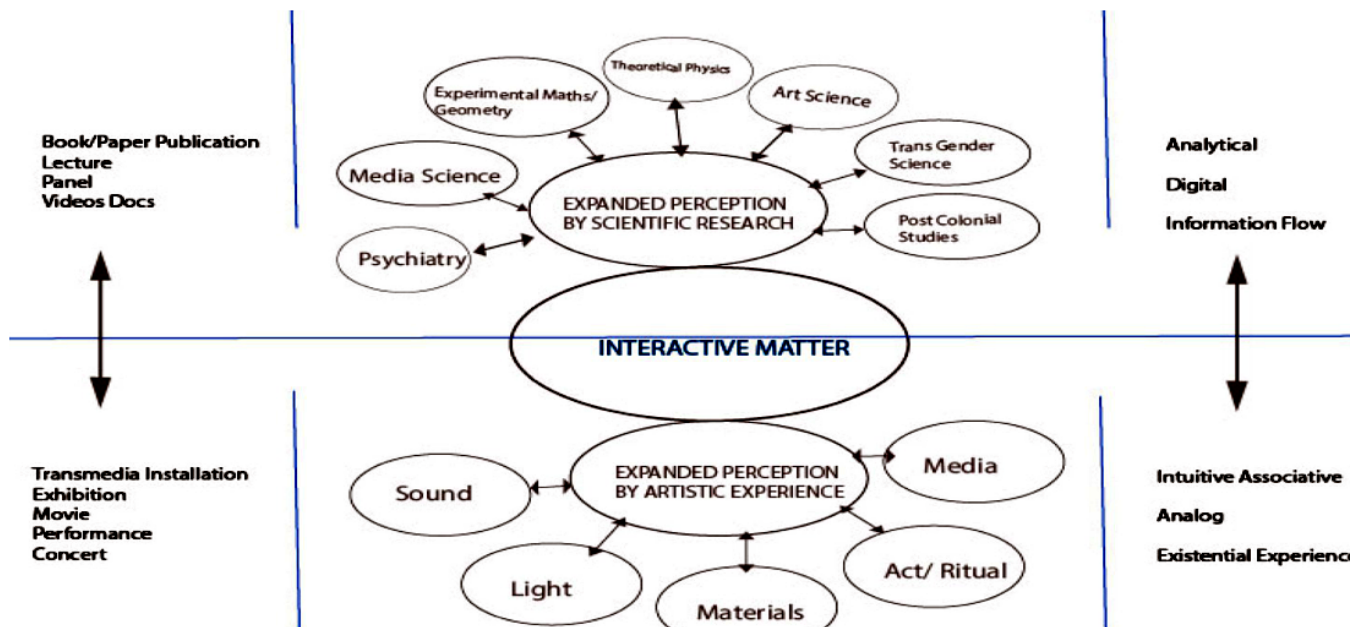 Theoretical Physics
Experimental Maths/
Geometry
Art Science
Book/Paper Publication
Lecture
Panel
Videos Docs
Media Science
Trans Gender
Science
Analytical
Digital
Information Flow
EXPANDED PERCEPTION
BY SCIENTIFIC RESEARCH
Post Colonial
Studies
Psychiatry
INTERACTIVE MATTER
Transmedia Installation
Exhibition
Movie
Performance
Concert
Sound
EXPANDED PERCEPTION
BY ARTISTIC EXPERIENCE
Media
Intuitive Associative
Analog
Existential Experience
Light
Materials
Act/ Ritual